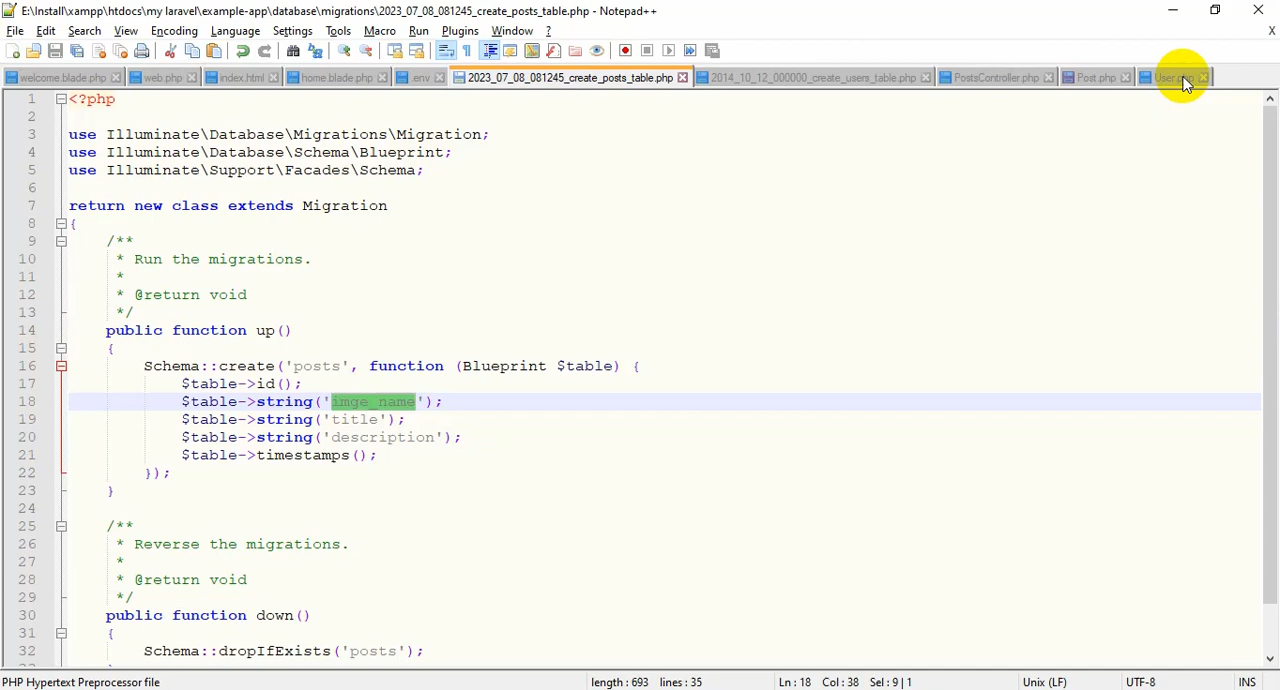 E:\Install\xampp\htdocs\my laravel\example-app\database\migrations\2023_07_08_081245_create_posts_table.php - Notepad++
File Edit Search View Encoding Language Settings Tools Macro Run Plugins Window ? X
welcome.blade.php web.php index.html home.blade.php .env 2023_07_08_081245_create_posts_table.php 2014_10_12_000000_create_users_table.php PostsController.php Post.php User.php
1 <?php
2
3 use Illuminate\Database\Migrations\Migration;
4 use Illuminate\Database\Schema\Blueprint;
5 use Illuminate\Support\Facades\Schema;
6
7 return new class extends Migration
8 {
9 /**
10 * Run the migrations.
11 *
12 * @return void
13 */
14 public function up()
15 {
16 Schema::create('posts', function (Blueprint $table) {
17 $table->id();
18 $table->string('imge_name');
19 $table->string('title');
20 $table->string('description');
21 $table->timestamps();
22 });
23 }
24
25 /**
26 * Reverse the migrations.
27 *
28 * @return void
29 */
30 public function down()
31 {
32 Schema::dropIfExists('posts');
PHP Hypertext Preprocessor file length : 693 lines : 35 Ln : 18 Col : 38 Sel : 9 | 1 Unix (LF) UTF-8 INS